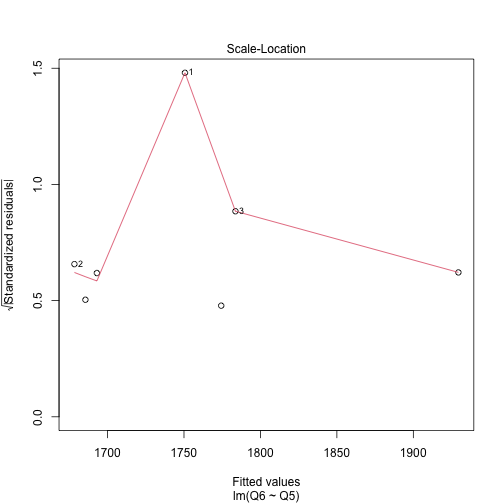 Scale-Location
√|Standardized residuals|
1.5
1.0
0.5
0.0
1
3
2
1700 1750 1800 1850 1900
Fitted values
lm(Q6 ~ Q5)